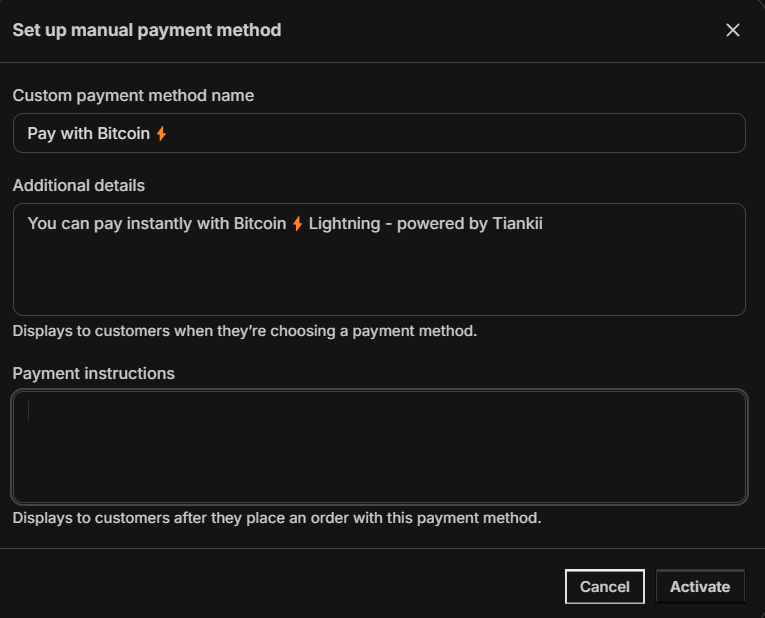 Set up manual payment method
Custom payment method name
Pay with Bitcoin ⚡
Additional details
You can pay instantly with Bitcoin ⚡ Lightning - powered by Tiankii
Displays to customers when they're choosing a payment method.
Payment instructions
Displays to customers after they place an order with this payment method.
Cancel Activate